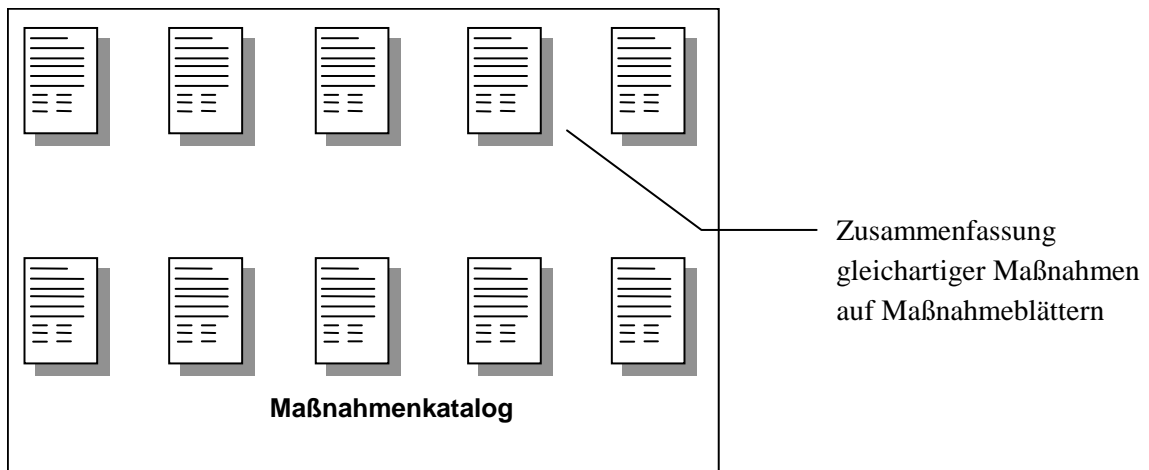 Zusammenfassung
gleichartiger Maßnahmen
auf Maßnahmeblättern
Maßnahmenkatalog